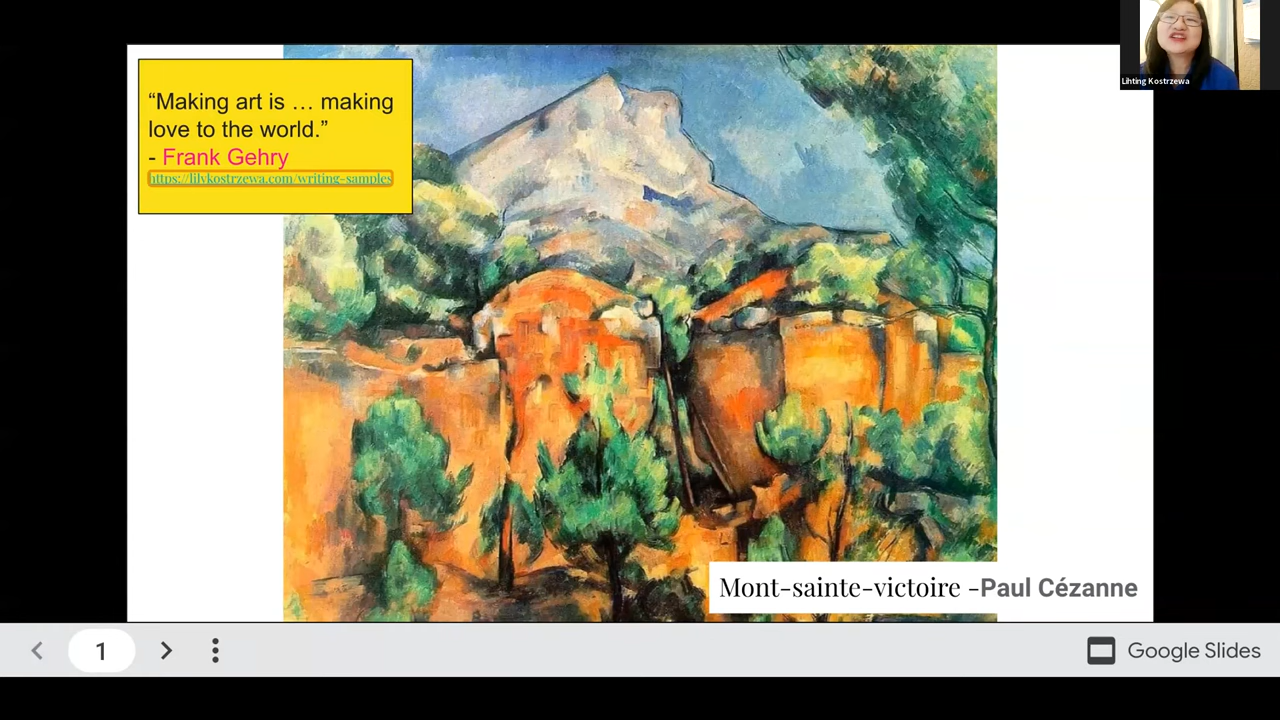 “Making art is … making
love to the world.”
- Frank Gehry
https://lilykostrzewa.com/writing-samples
Lihting Kostrzewa
Mont-sainte-victoire -Paul Cézanne
1
Google Slides